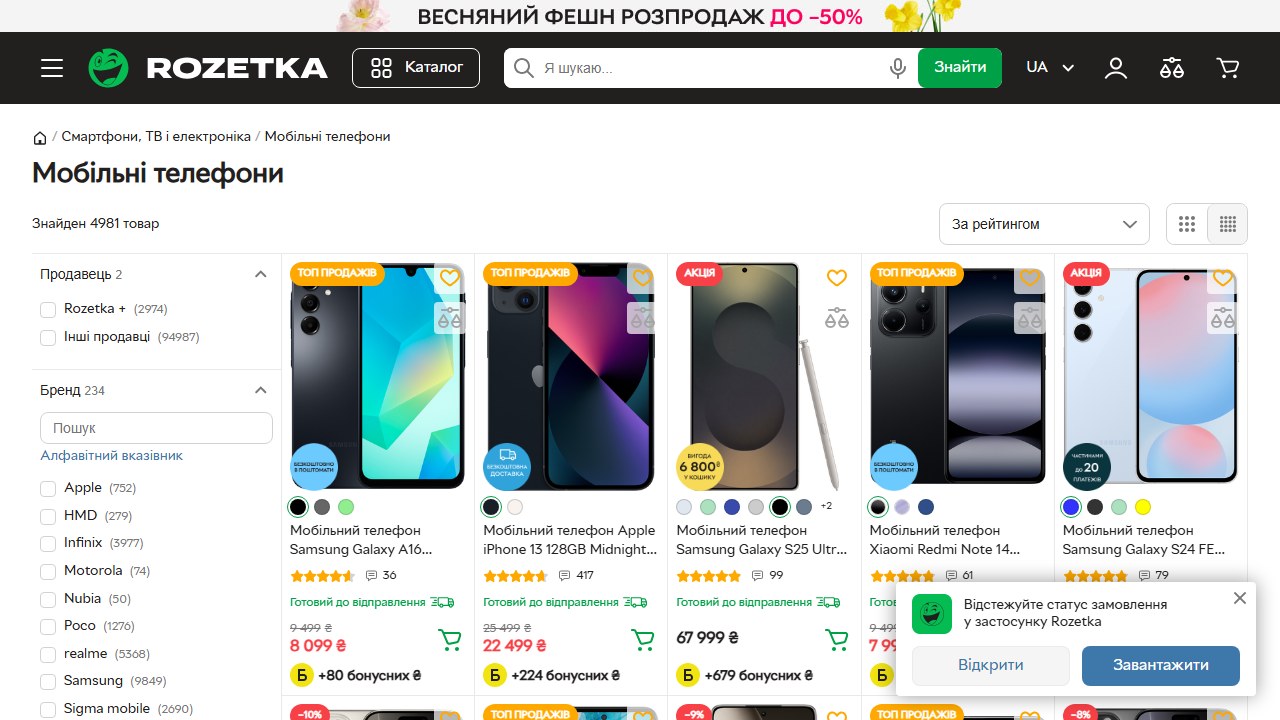 ВЕСНЯНИЙ ФЕШН РОЗПРОДАЖ ДО –50%
ROZETKA
Каталог
Я шукаю...
Знайти
UA
/ Смартфони, ТВ і електроніка / Мобільні телефони
Мобільні телефони
Знайден 4981 товар
За рейтингом
Продавець 2
Rozetka + (2974)
Інші продавці (94987)
Бренд 234
Пошук
Алфавітний вказівник
Apple (752)
HMD (279)
Infinix (3977)
Motorola (74)
Nubia (50)
Poco (1276)
realme (5368)
Samsung (9849)
Sigma mobile (2690)
ТОП ПРОДАЖІВ
БЕЗКОШТОВНО
В ПОШТОМАТИ
Мобільний телефон
Samsung Galaxy A16...
36
Готовий до відправлення
9 499 ₴
8 099 ₴
Б +80 бонусних ₴
ТОП ПРОДАЖІВ
БЕЗКОШТОВНА
ДОСТАВКА
Мобільний телефон Apple
iPhone 13 128GB Midnight...
417
Готовий до відправлення
25 499 ₴
22 499 ₴
Б +224 бонусних ₴
АКЦІЯ
ВИГОДА
6 800₴
У КОШИКУ
+2
Мобільний телефон
Samsung Galaxy S25 Ultr...
99
Готовий до відправлення
67 999 ₴
Б +679 бонусних ₴
ТОП ПРОДАЖІВ
БЕЗКОШТОВНО
В ПОШТОМАТИ
Мобільний телефон
Xiaomi Redmi Note 14...
61
Б
АКЦІЯ
ЧАСТИНАМИ
ДО 20
ПЛАТЕЖІВ
Мобільний телефон
Samsung Galaxy S24 FE...
79
Відстежуйте статус замовлення
у застосунку Rozetka
Відкрити
Завантажити
–10%
ТОП ПРОДАЖІВ
–9%
ТОП ПРОДАЖІВ
–8%